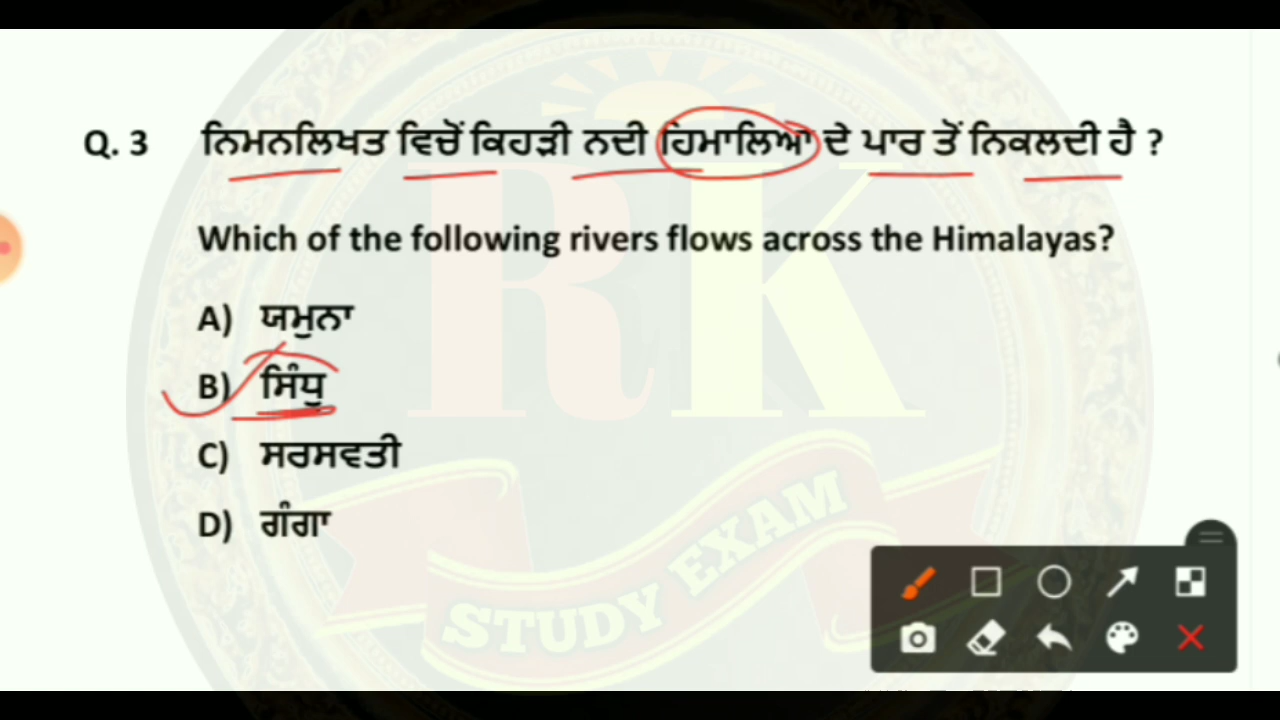 Q. 3 ਨਿਮਨਲਿਖਤ ਵਿਚੋਂ ਕਿਹੜੀ ਨਦੀ ਹਿਮਾਲਿਆ ਦੇ ਪਾਰ ਤੋਂ ਨਿਕਲਦੀ ਹੈ ?
Which of the following rivers flows across the Himalayas?
A) ਯਮੁਨਾ
B) ਸਿੰਧੁ
C) ਸਰਸਵਤੀ
D) ਗੰਗਾ
RK
STUDY EXAM